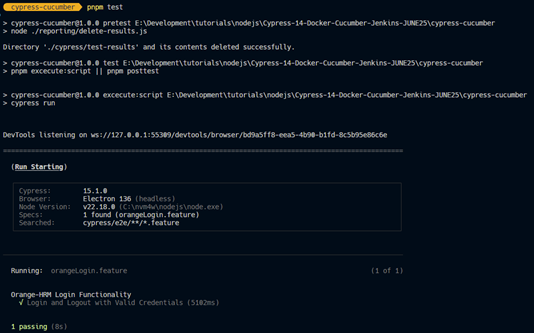 cypress-cucumber pnpm test
> cypress-cucumber@1.0.0 pretest E:\Development\tutorials\nodejs\Cypress-14-Docker-Cucumber-Jenkins-JUNE25\cypress-cucumber
> node ./reporting/delete-results.js
Directory './cypress/test-results' and its contents deleted successfully.
> cypress-cucumber@1.0.0 test E:\Development\tutorials\nodejs\Cypress-14-Docker-Cucumber-Jenkins-JUNE25\cypress-cucumber
> pnpm excecute:script || pnpm posttest
> cypress-cucumber@1.0.0 excecute:script E:\Development\tutorials\nodejs\Cypress-14-Docker-Cucumber-Jenkins-JUNE25\cypress-cucumber
> cypress run
DevTools listening on ws://127.0.0.1:55309/devtools/browser/bd9a5ff8-eea5-4b90-b1fd-8c5b95e86c6e
(Run Starting)
Cypress: 15.1.0
Browser: Electron 136 (headless)
Node Version: v22.18.0 (C:\nvm4w\nodejs\node.exe)
Specs: 1 found (orangeLogin.feature)
Searched: cypress/e2e/**/*.feature
Running: orangeLogin.feature (1 of 1)
Orange-HRM Login Functionality
√ Login and Logout with Valid Credentials (5102ms)
1 passing (8s)